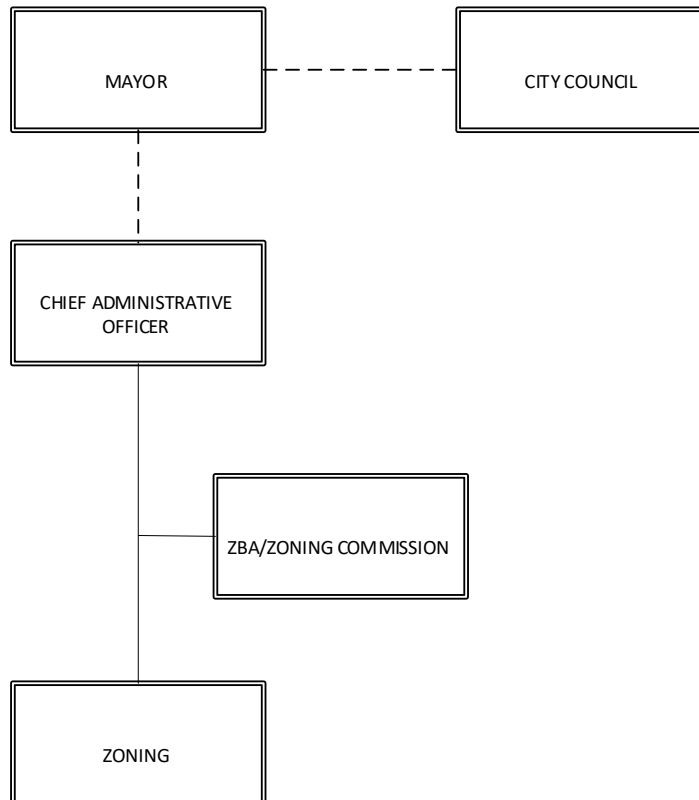 MAYOR
CITY COUNCIL
CHIEF ADMINISTRATIVE
OFFICER
ZBA/ZONING COMMISSION
ZONING